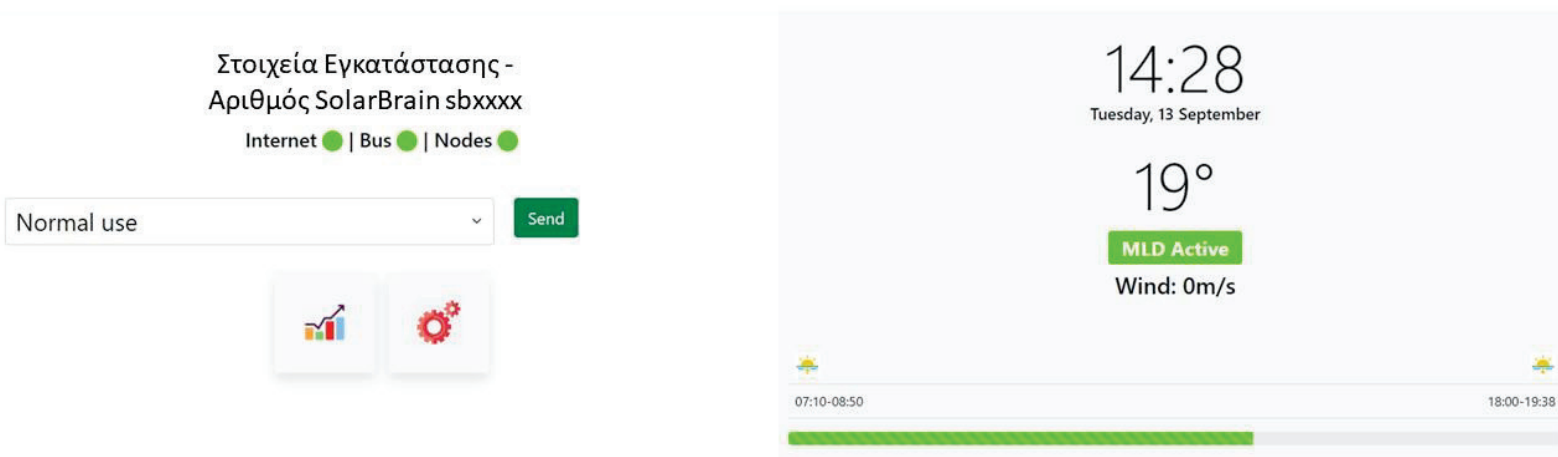 Στοιχεία Εγκατάστασης -
Αριθμός SolarBrain sbxxxx
Internet | Bus | Nodes
Normal use
Send
14:28
Tuesday, 13 September
19°
MLD Active
Wind: 0m/s
07:10-08:50
18:00-19:38